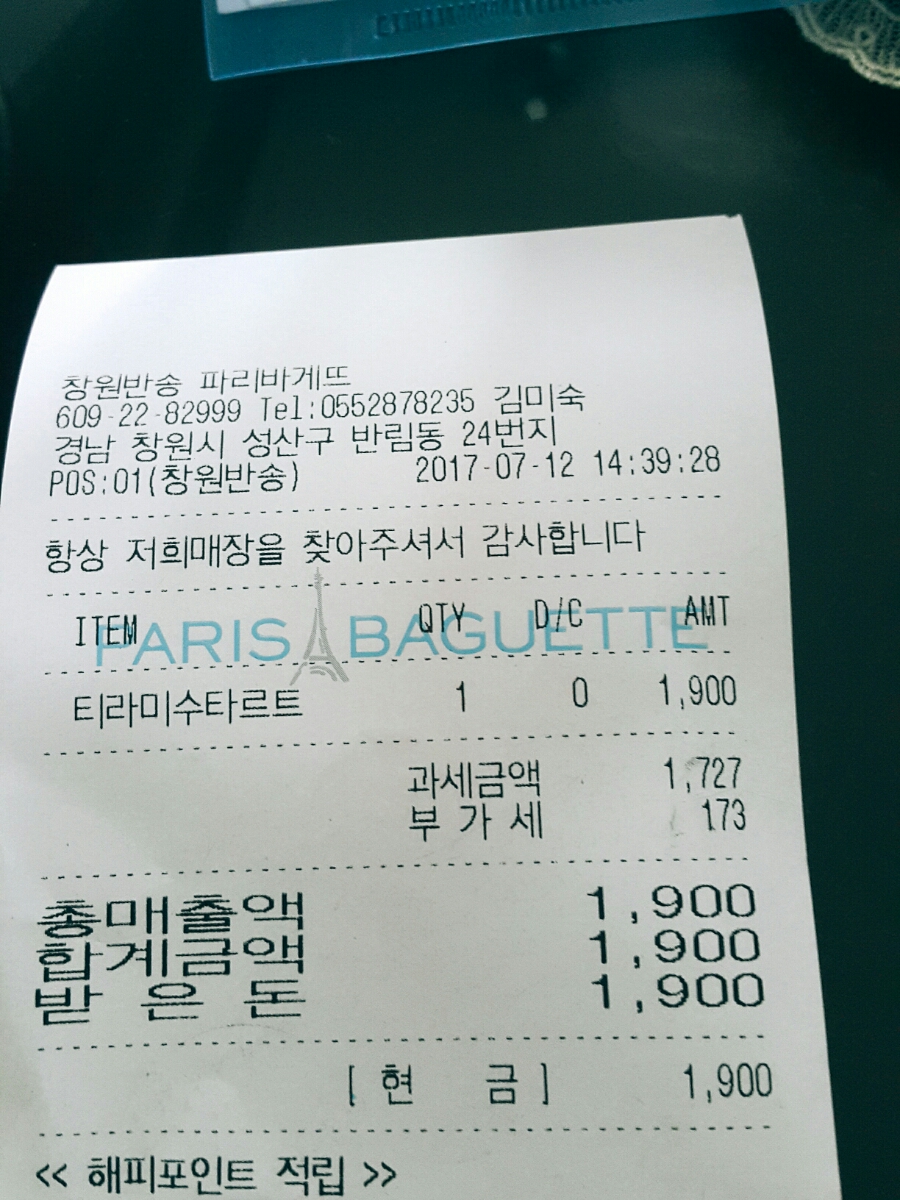 창원반송 파리바게뜨
609-22-82999 Tel:0552878235 김미숙
경남 창원시 성산구 반림동 24번지
POS:01(창원반송) 2017-07-12 14:39:28
항상 저희매장을 찾아주셔서 감사합니다
ITEM QTY D/C AMT
PARIS BAGUETTE
티라미수타르트 1 0 1,900
과세금액 1,727
부 가 세 173
총매출액 1,900
합계금액 1,900
받 은 돈 1,900
[ 현 금 ] 1,900
<< 해피포인트 적립 >>